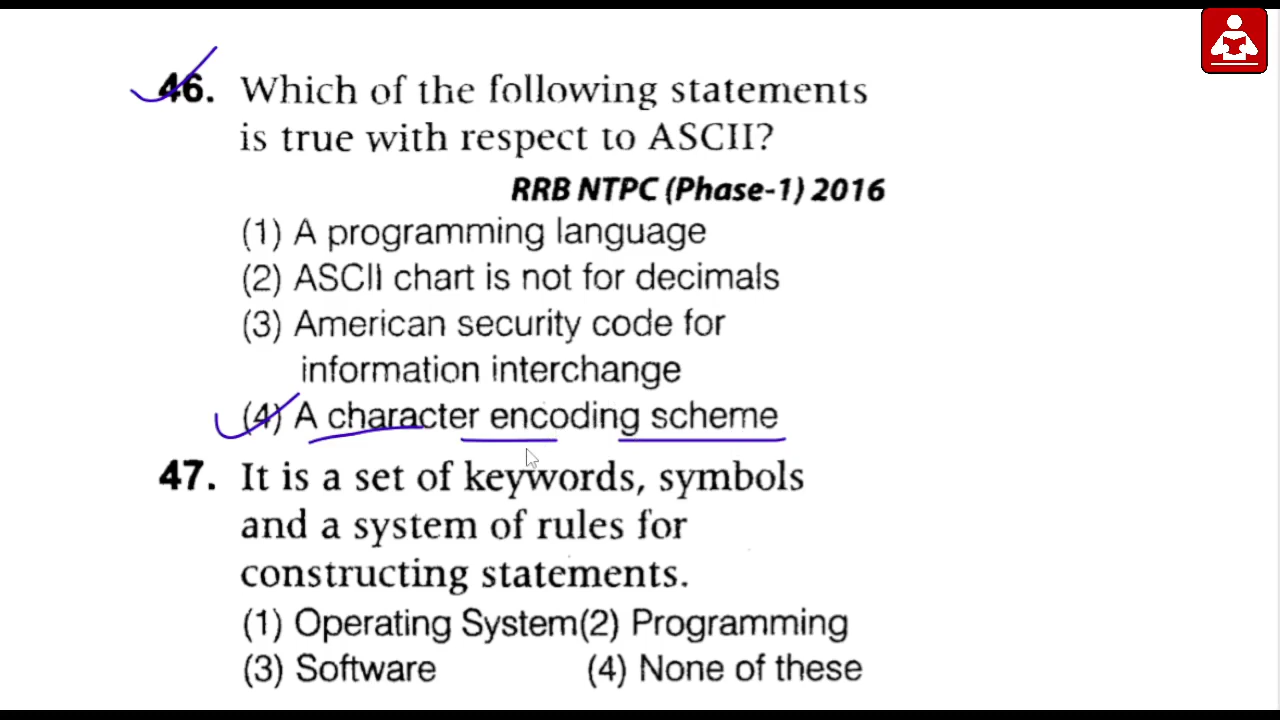 46. Which of the following statements
is true with respect to ASCII?
RRB NTPC (Phase-1) 2016
(1) A programming language
(2) ASCII chart is not for decimals
(3) American security code for
information interchange
(4) A character encoding scheme
47. It is a set of keywords, symbols
and a system of rules for
constructing statements.
(1) Operating System(2) Programming
(3) Software (4) None of these